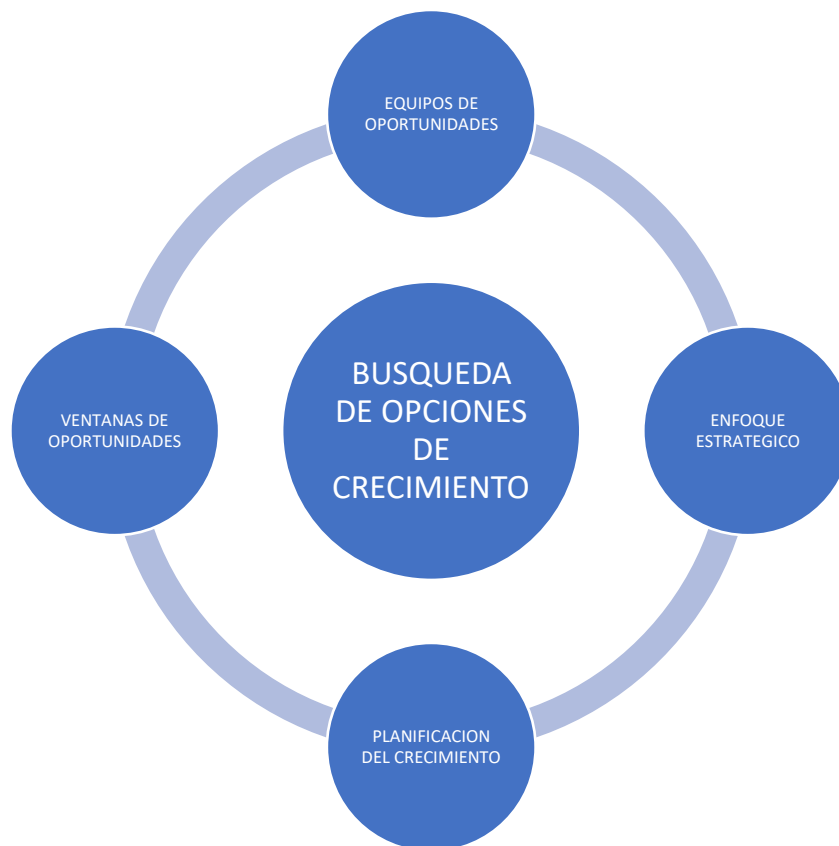 EQUIPOS DE
OPORTUNIDADES
VENTANAS DE
OPORTUNIDADES
BUSQUEDA
DE OPCIONES
DE
CRECIMIENTO
ENFOQUE
ESTRATEGICO
PLANIFICACION
DEL CRECIMIENTO